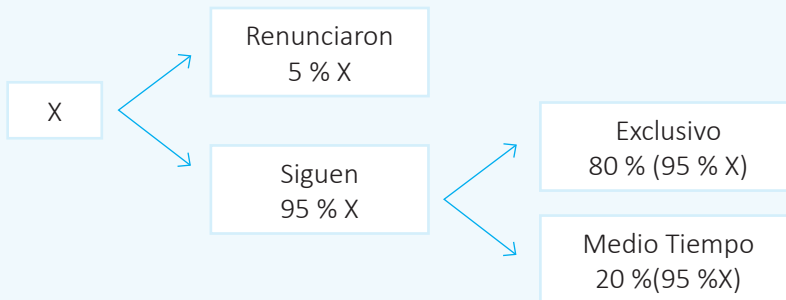 X
Renunciaron
5 % X
Siguen
95 % X
Exclusivo
80 % (95 % X)
Medio Tiempo
20 %(95 %X)